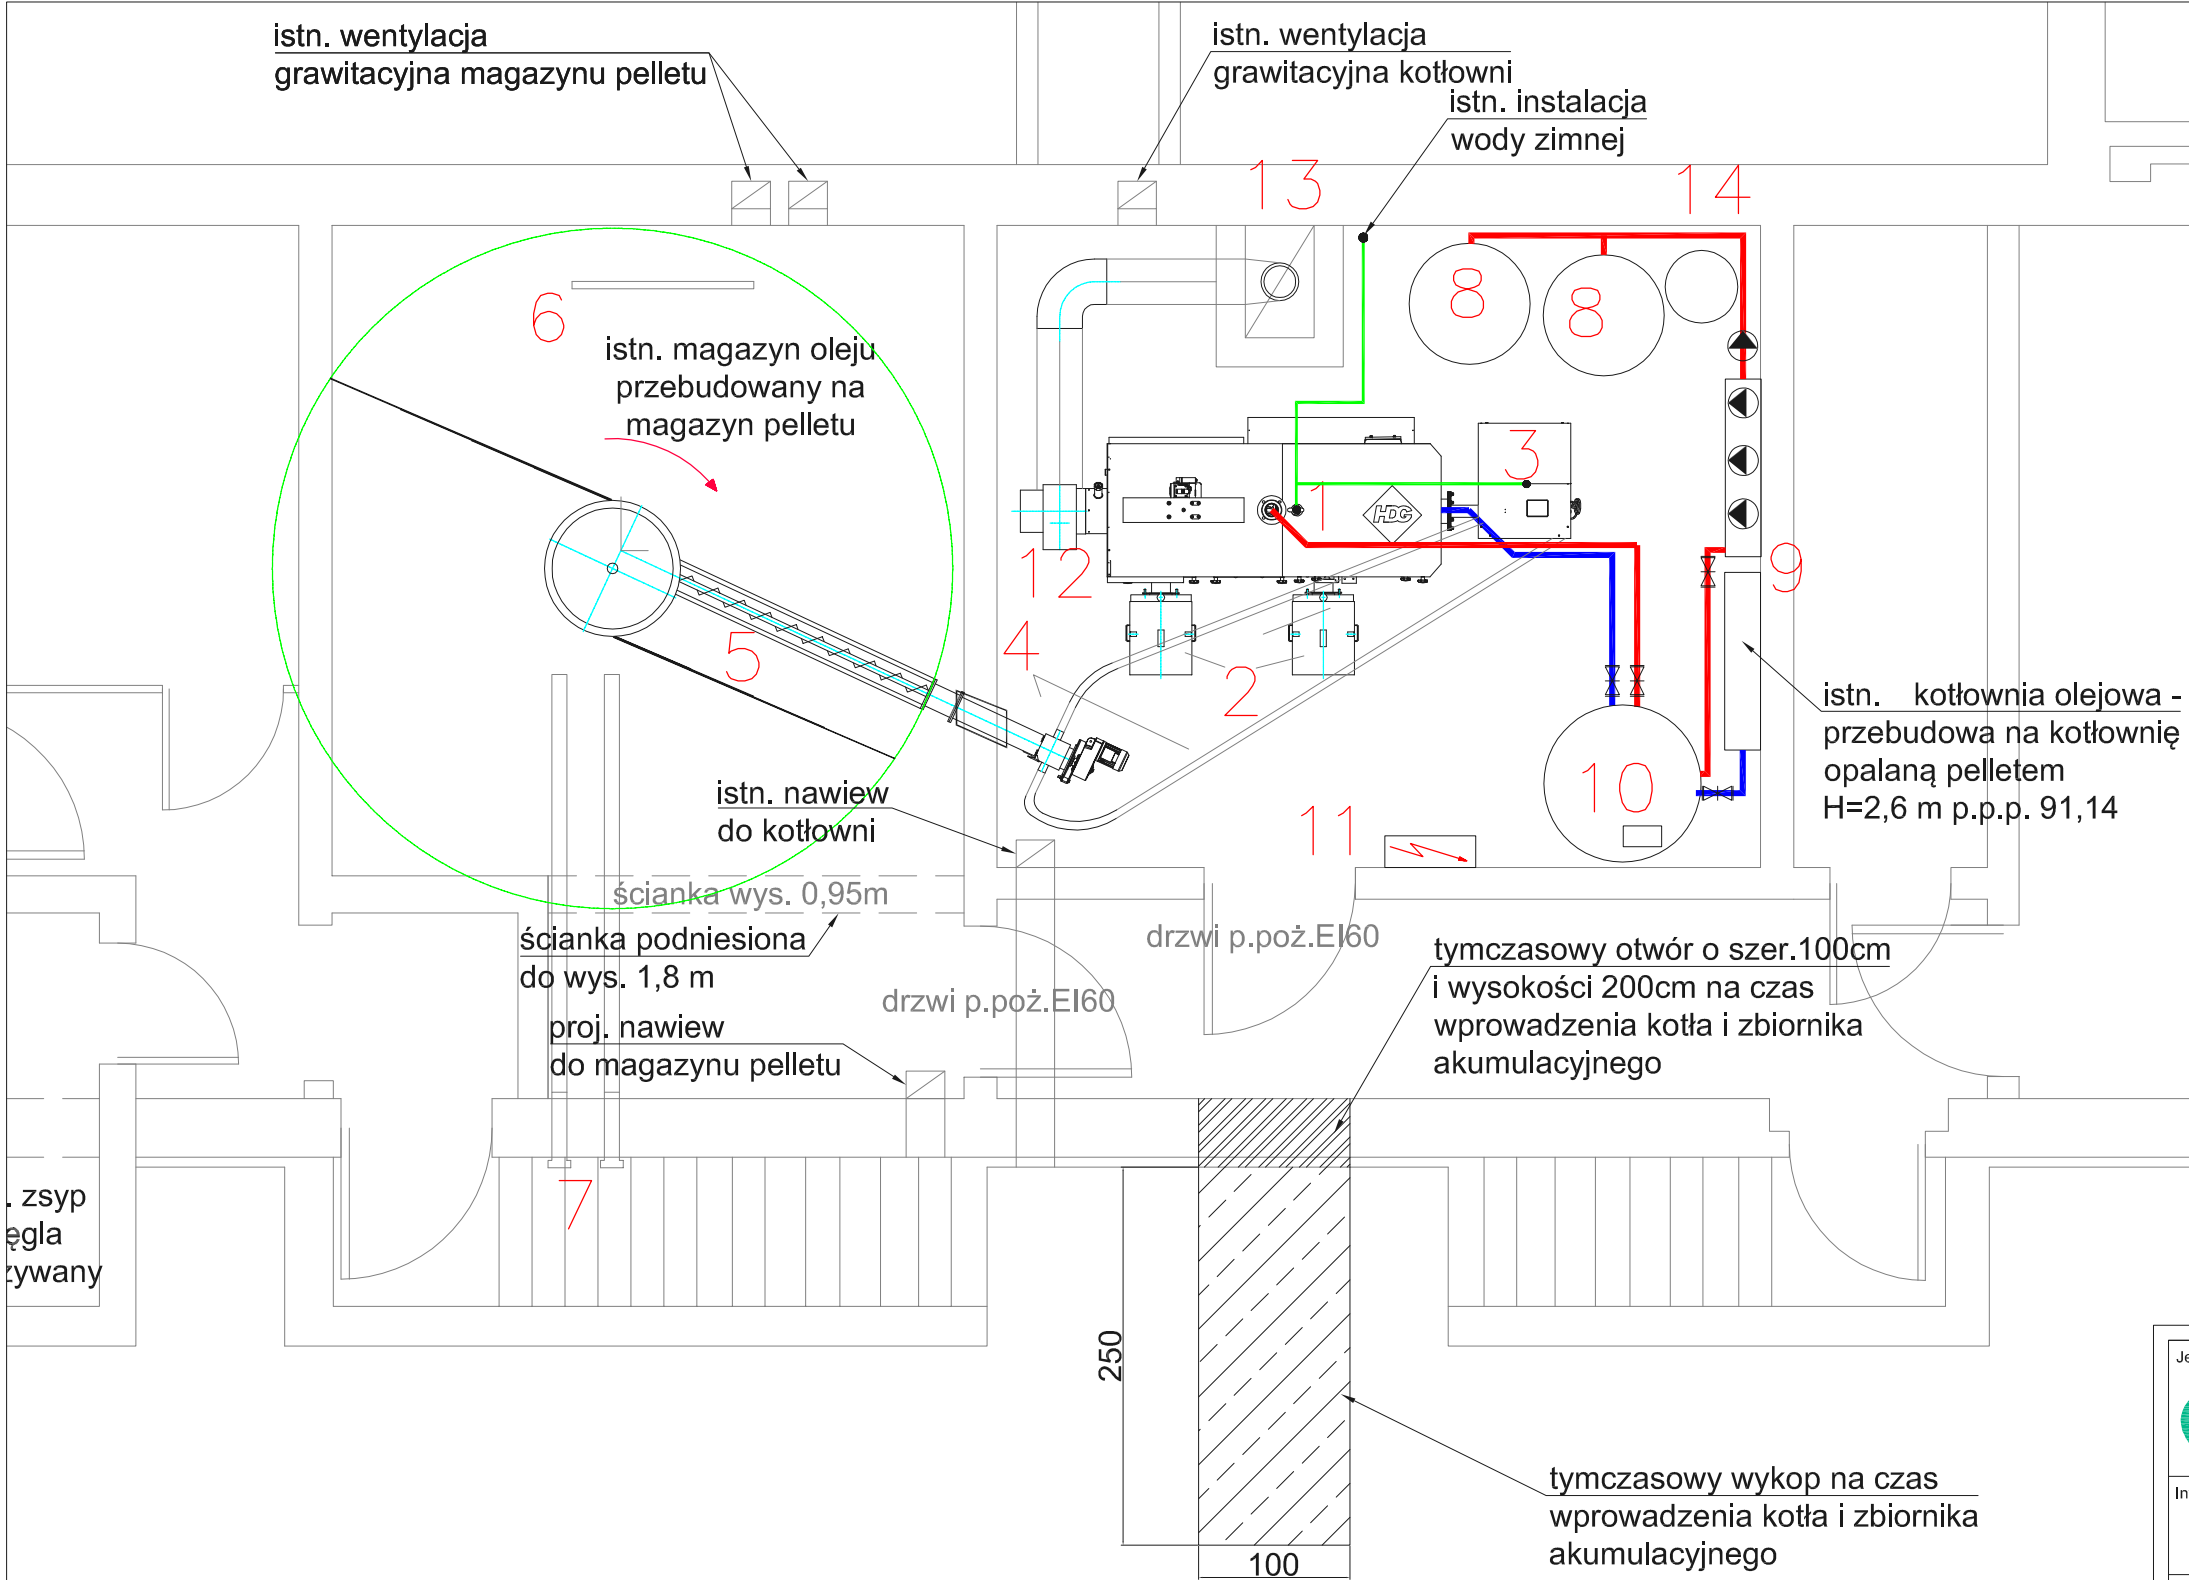 istn. wentylacja
grawitacyjna magazynu pelletu
istn. wentylacja
grawitacyjna kotłowni
istn. instalacja
wody zimnej
13
14
6
8
8
istn. magazyn oleju
przebudowany na
magazyn pelletu
3
1
HDG
12
9
5
4
2
istn. kotłownia olejowa -
przebudowa na kotłownię
opalaną pelletem
H=2,6 m p.p.p. 91,14
10
11
istn. nawiew
do kotłowni
ścianka wys. 0,95m
ścianka podniesiona
do wys. 1,8 m
drzwi p.poż.EI60
drzwi p.poż.EI60
tymczasowy otwór o szer.100cm
i wysokości 200cm na czas
wprowadzenia kotła i zbiornika
akumulacyjnego
proj. nawiew
do magazynu pelletu
7
. zsyp
ęgla
zywany
250
100
tymczasowy wykop na czas
wprowadzenia kotła i zbiornika
akumulacyjnego
Je
In